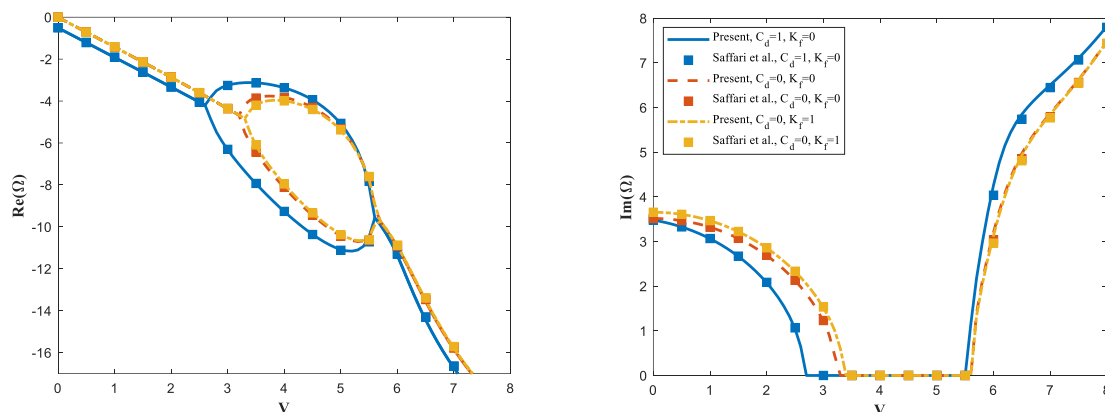 0
-2
-4
-6
-8
-10
-12
-14
-16
Re(Ω)
0 1 2 3 4 5 6 7 8
V
8
7
6
5
4
3
2
1
0
Im(Ω)
Present, C_d=1, K_f=0
Saffari et al., C_d=1, K_f=0
Present, C_d=0, K_f=0
Saffari et al., C_d=0, K_f=0
Present, C_d=0, K_f=1
Saffari et al., C_d=0, K_f=1
0 1 2 3 4 5 6 7 8
V